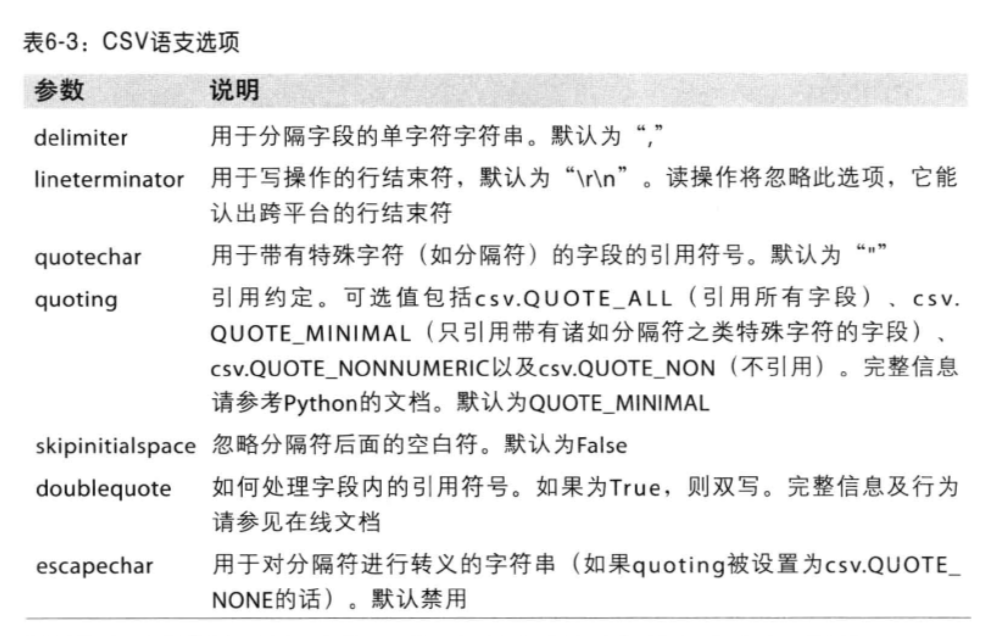 表6-3：CSV语支选项
参数 说明
delimiter 用于分隔字段的单字符字符串。默认为“,”
lineterminator 用于写操作的行结束符，默认为“\r\n”。读操作将忽略此选项，它能
认出跨平台的行结束符
quotechar 用于带有特殊字符（如分隔符）的字段的引用符号。默认为“"”
quoting 引用约定。可选值包括csv.QUOTE_ALL（引用所有字段）、csv.
QUOTE_MINIMAL（只引用带有诸如分隔符之类特殊字符的字段）、
csv.QUOTE_NONNUMERIC以及csv.QUOTE_NON（不引用）。完整信息
请参考Python的文档。默认为QUOTE_MINIMAL
skipinitialspace 忽略分隔符后面的空白符。默认为False
doublequote 如何处理字段内的引用符号。如果为True，则双写。完整信息及行为
请参见在线文档
escapechar 用于对分隔符进行转义的字符串（如果quoting被设置为csv.QUOTE_
NONE的话）。默认禁用